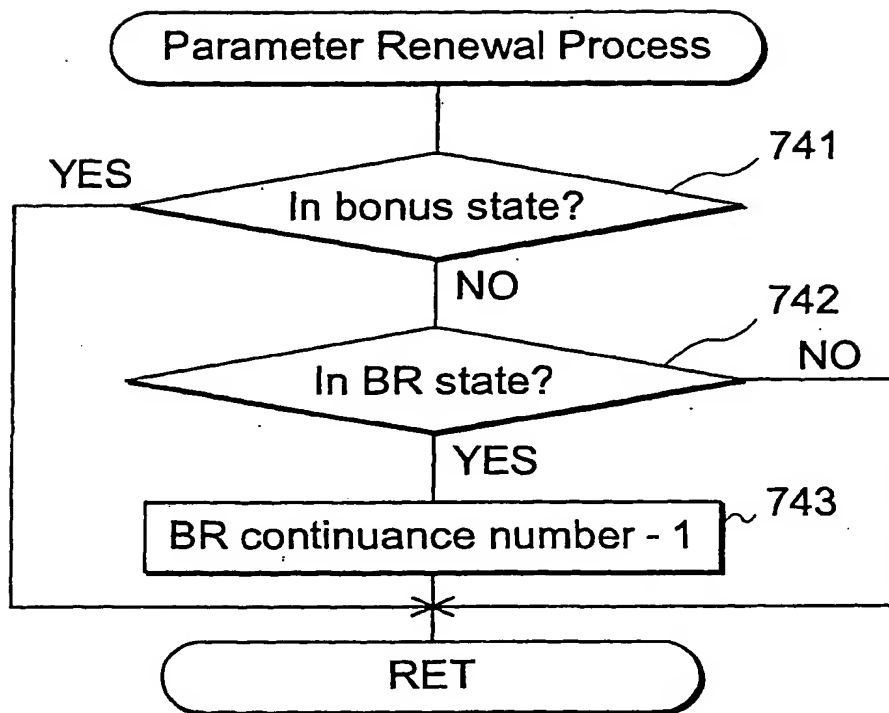 Parameter Renewal Process
741
YES
In bonus state?
NO
742
NO
In BR state?
YES
743
BR continuance number - 1
RET